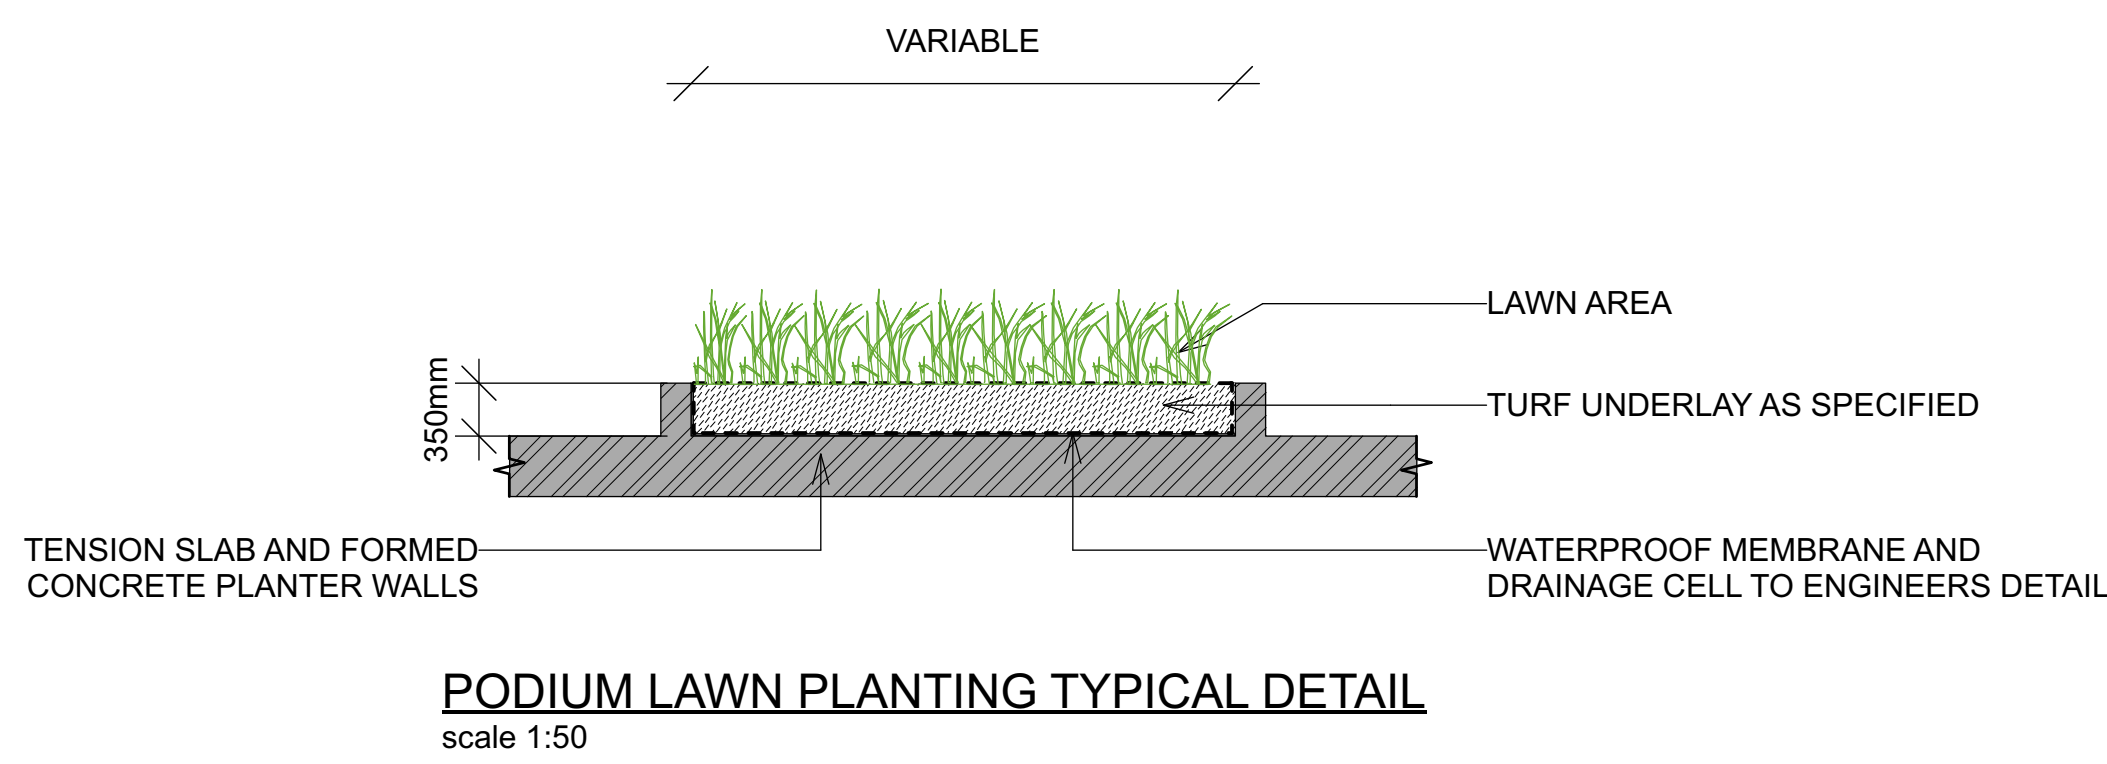 VARIABLE
LAWN AREA
350mm
TURF UNDERLAY AS SPECIFIED
TENSION SLAB AND FORMED
CONCRETE PLANTER WALLS
WATERPROOF MEMBRANE AND
DRAINAGE CELL TO ENGINEERS DETAIL
PODIUM LAWN PLANTING TYPICAL DETAIL
scale 1:50